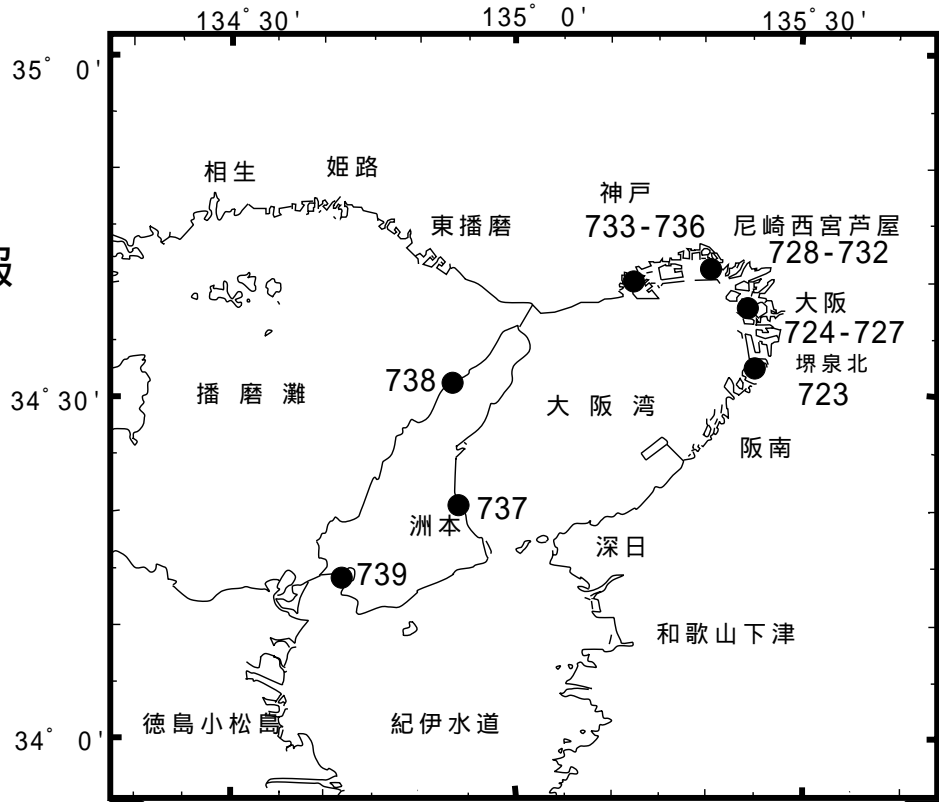 134°30'
135° 0'
135°30'
35° 0'
相生
姫路
神戸
733-736
東播磨
尼崎西宮芦屋
728-732
報
大阪
724-727
堺泉北
723
738
34°30'
播磨灘
大阪湾
阪南
737
洲本
深日
739
和歌山下津
徳島小松島
紀伊水道
34° 0'